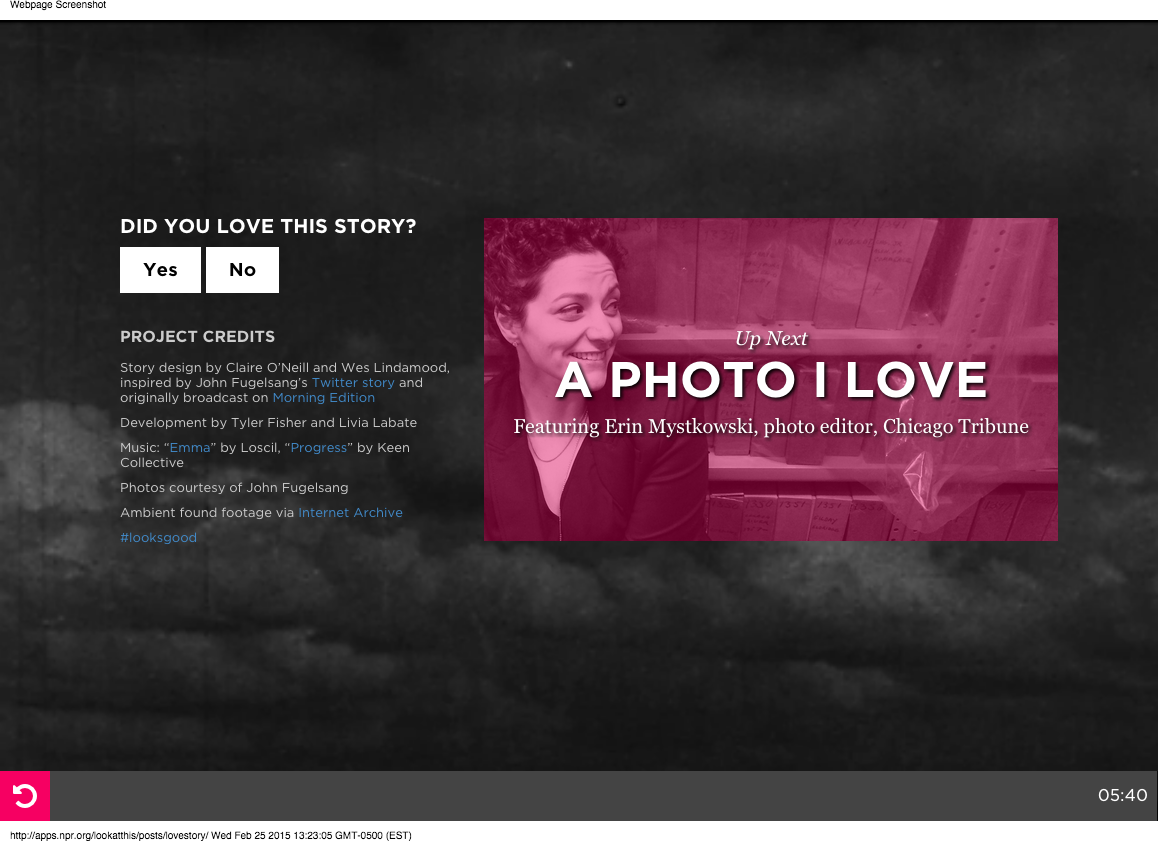 Webpage Screenshot
DID YOU LOVE THIS STORY?
Yes No
PROJECT CREDITS
Story design by Claire O’Neill and Wes Lindamood,
inspired by John Fugelsang’s Twitter story and
originally broadcast on Morning Edition
Development by Tyler Fisher and Livia Labate
Music: “Emma” by Loscil, “Progress” by Keen
Collective
Photos courtesy of John Fugelsang
Ambient found footage via Internet Archive
#looksgood
Up Next
A PHOTO I LOVE
Featuring Erin Mystkowski, photo editor, Chicago Tribune
05:40
http://apps.npr.org/lookatthis/posts/lovestory/ Wed Feb 25 2015 13:23:05 GMT-0500 (EST)